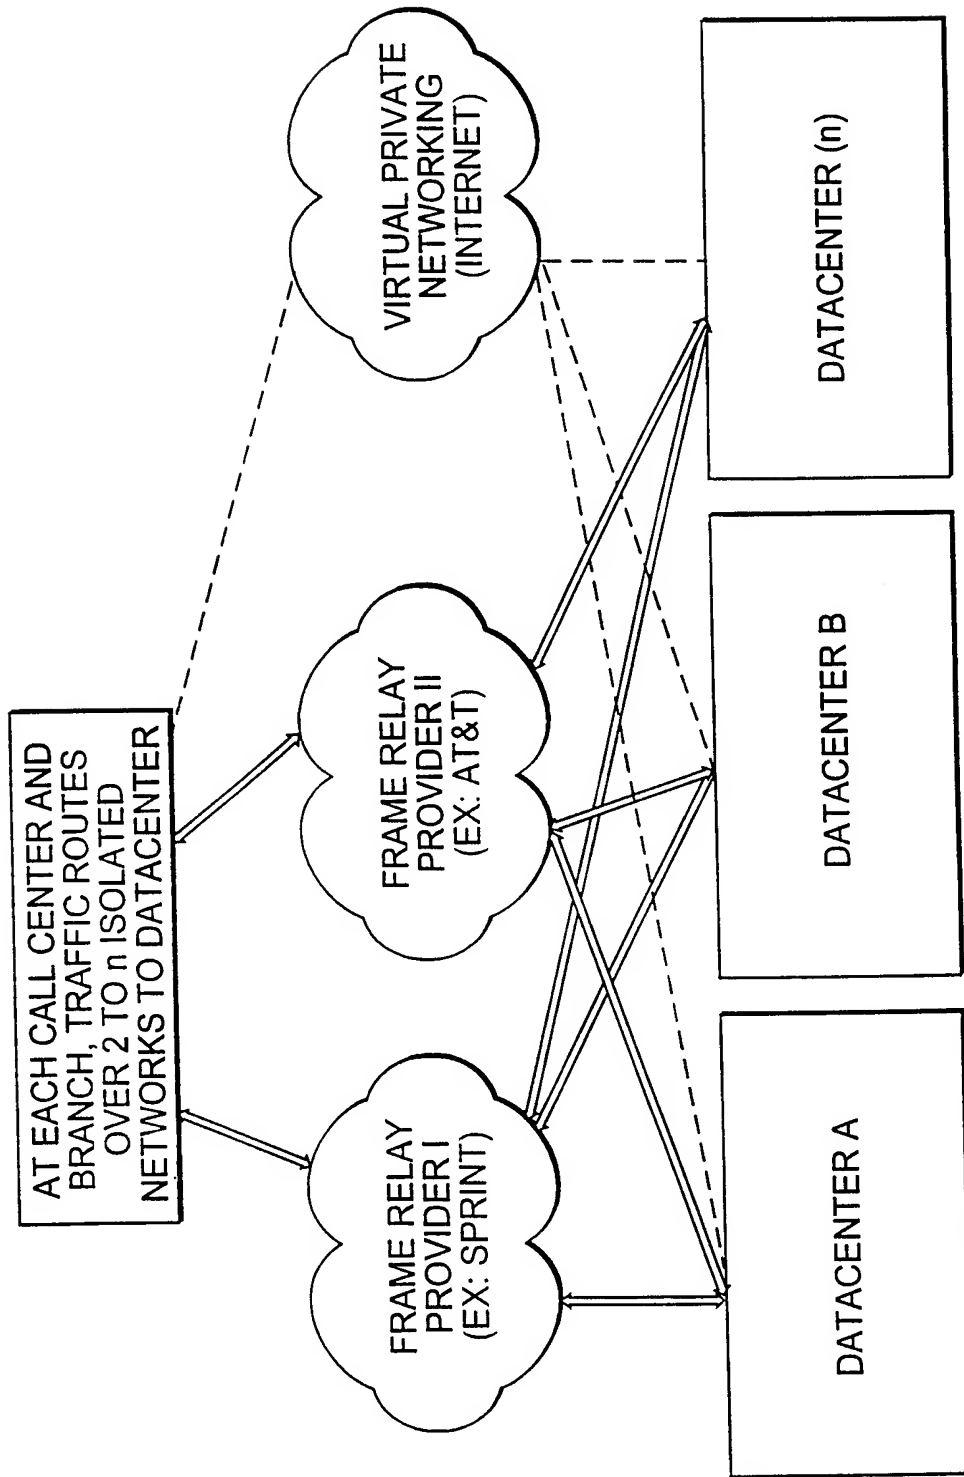 AT EACH CALL CENTER AND
BRANCH, TRAFFIC ROUTES
OVER 2 TO n ISOLATED
NETWORKS TO DATACENTER
FRAME RELAY
PROVIDER I
(EX: SPRINT)
FRAME RELAY
PROVIDER II
(EX: AT&T)
VIRTUAL PRIVATE
NETWORKING
(INTERNET)
DATACENTER A
DATACENTER B
DATACENTER (n)